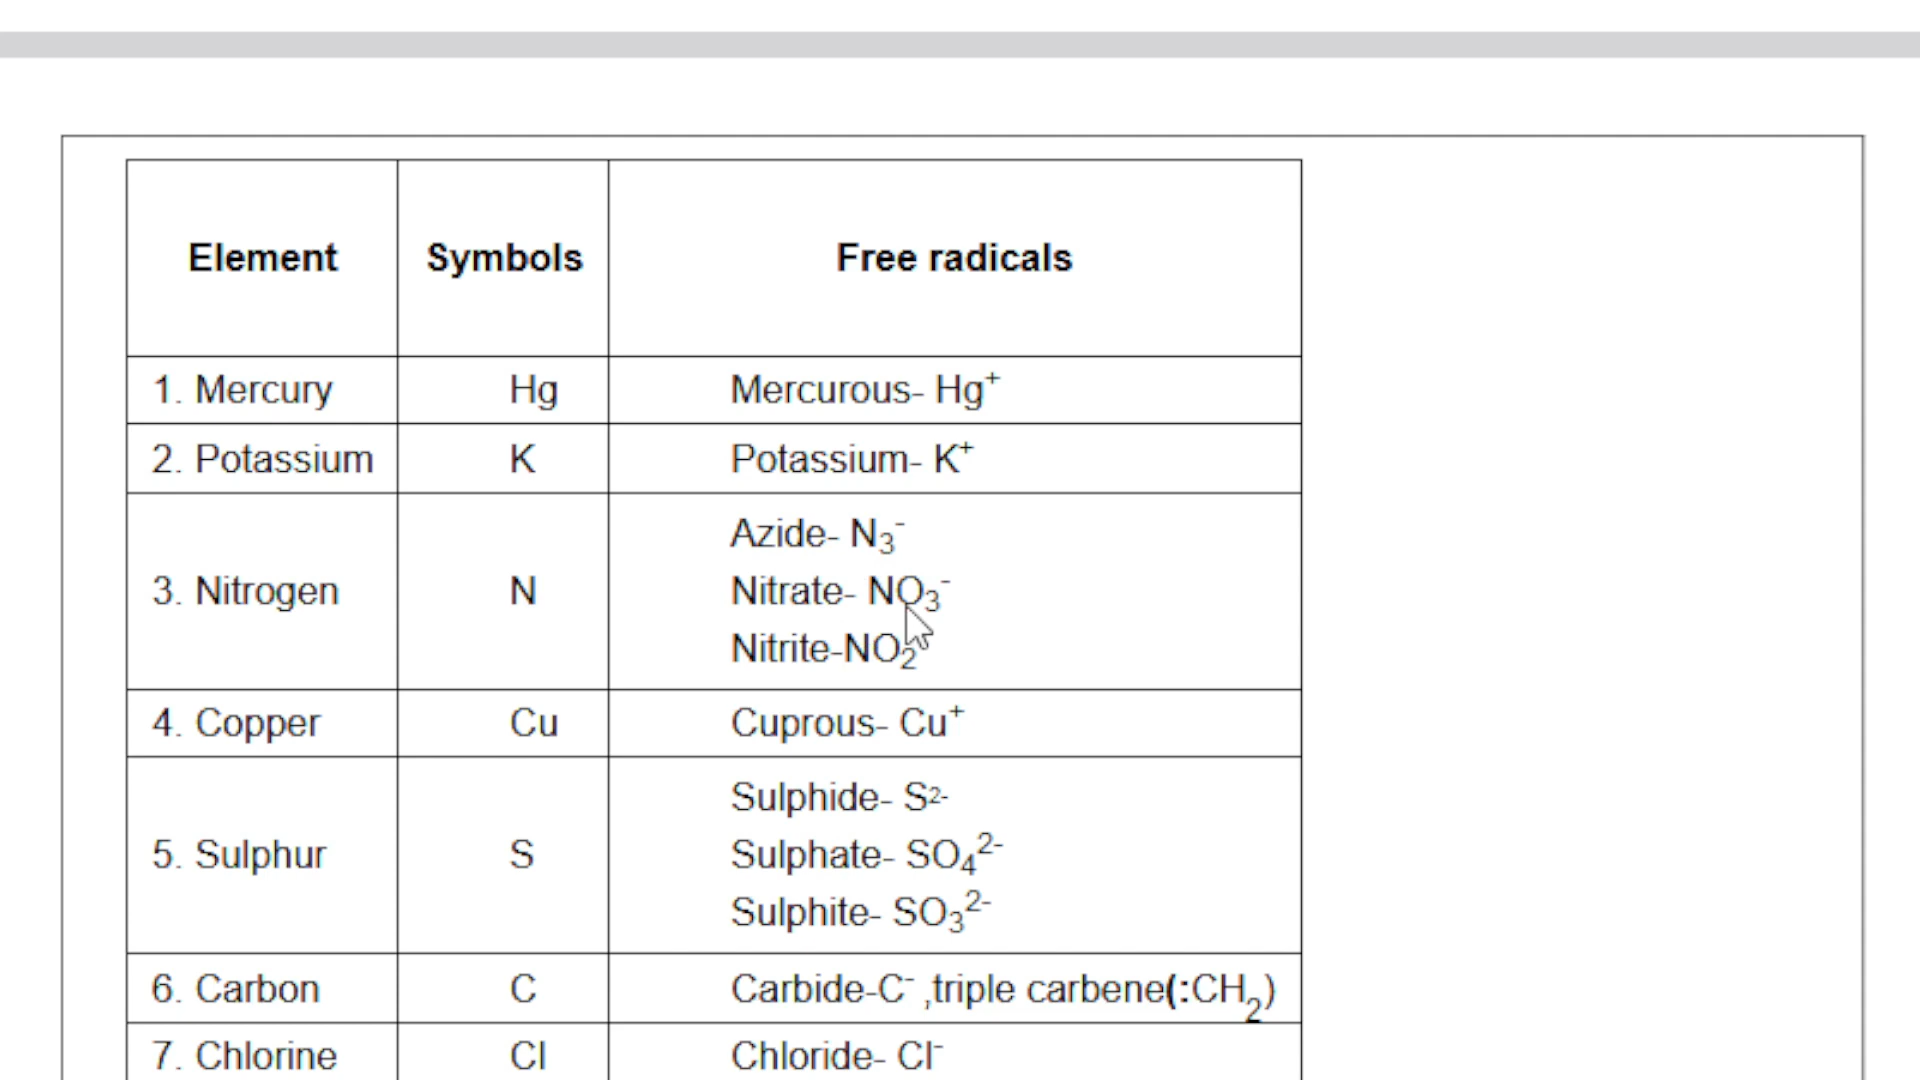 Element Symbols Free radicals
1. Mercury Hg Mercurous- Hg⁺
2. Potassium K Potassium- K⁺
Azide- N₃⁻
3. Nitrogen N Nitrate- NO₃⁻
Nitrite-NO₂⁻
4. Copper Cu Cuprous- Cu⁺
Sulphide- S²⁻
5. Sulphur S Sulphate- SO₄²⁻
Sulphite- SO₃²⁻
6. Carbon C Carbide-C⁻ ,triple carbene(:CH₂)
7. Chlorine Cl Chloride- Cl⁻